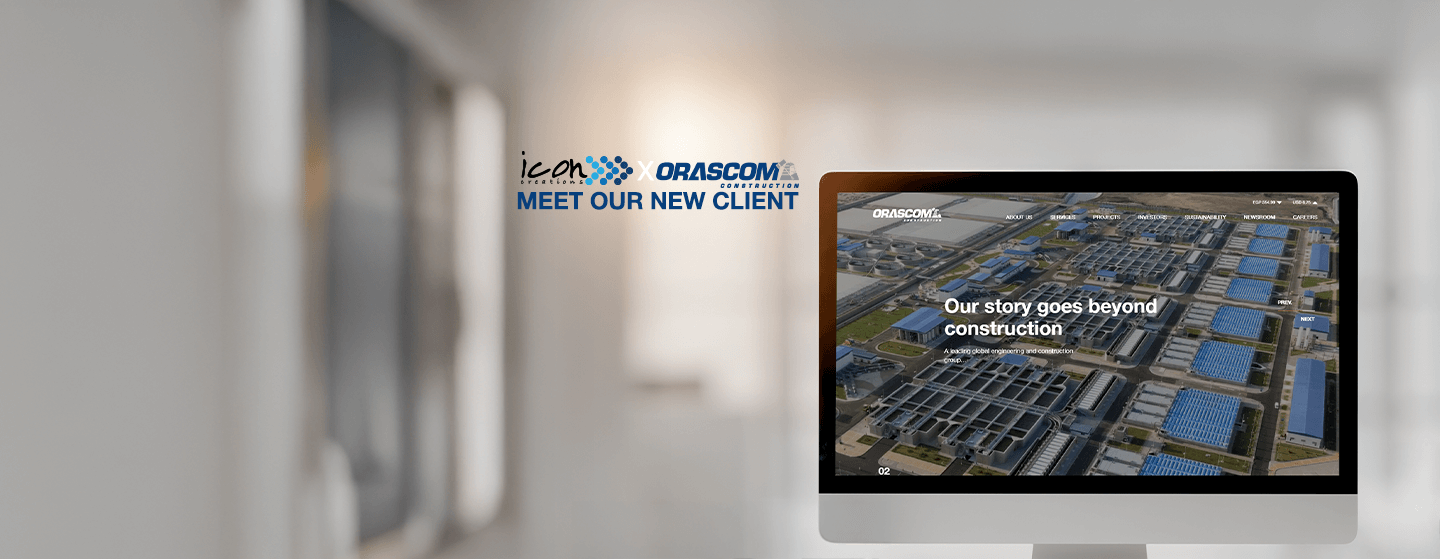 icon creations X ORASCOM CONSTRUCTION
MEET OUR NEW CLIENT
ORASCOM CONSTRUCTION
ABOUT US SERVICES PROJECTS INVESTORS SUSTAINABILITY NEWSROOM CAREERS
Our story goes beyond
construction
A leading global engineering and construction
group...
PREV.
NEXT
02